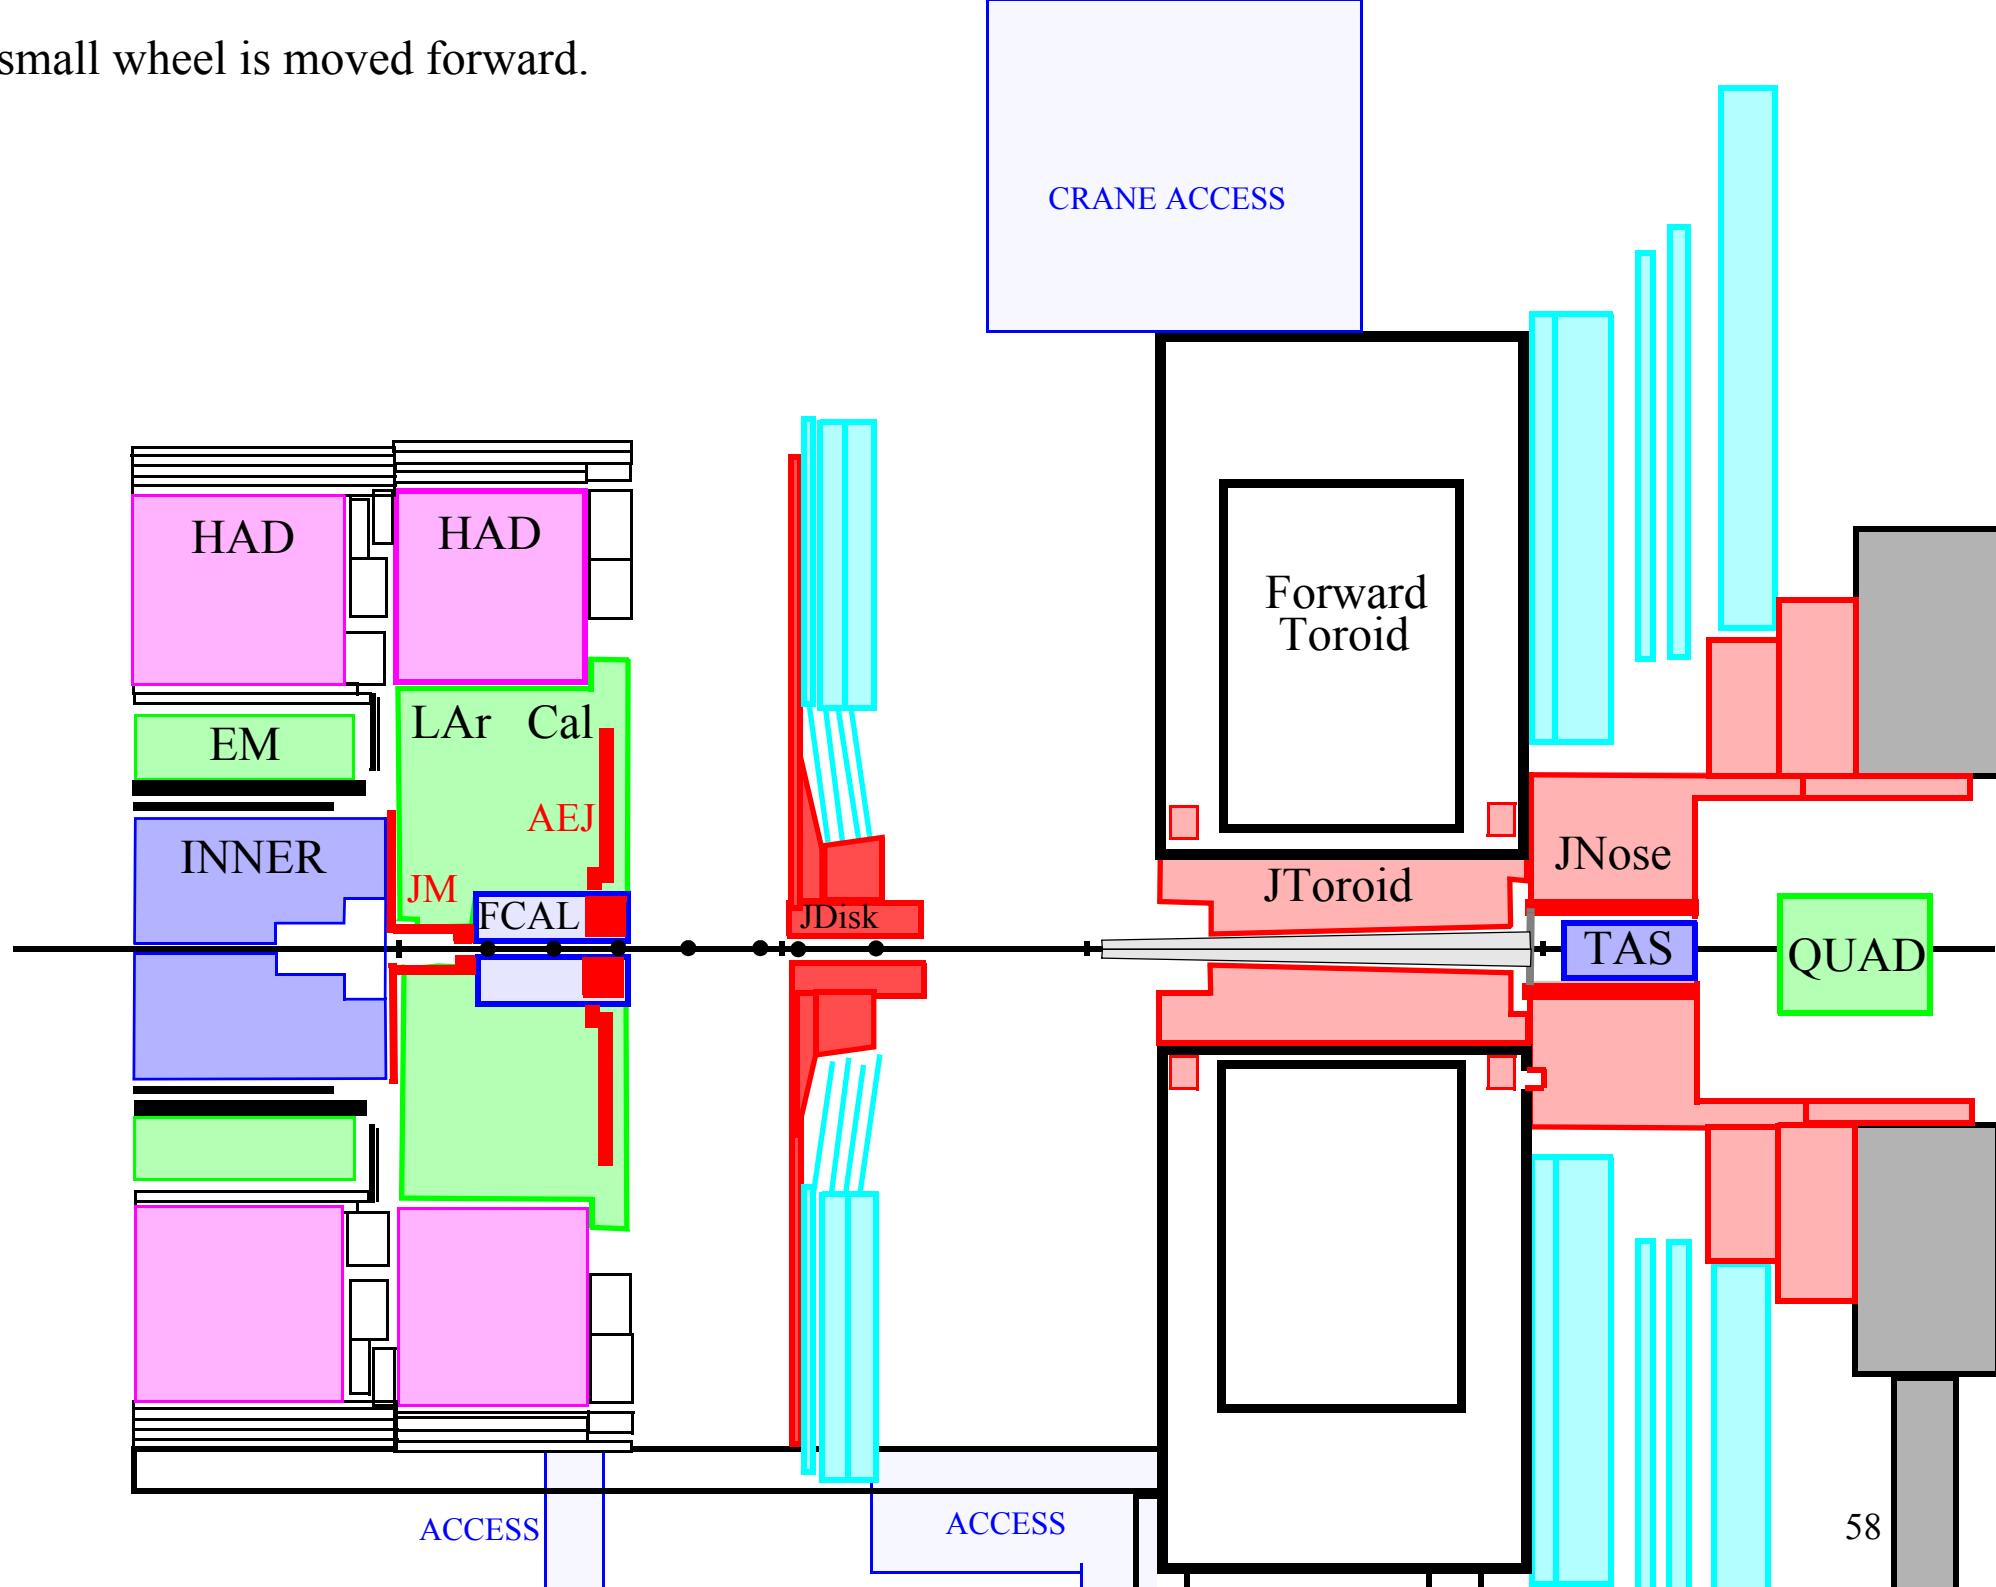 small wheel is moved forward.
CRANE ACCESS
HAD
HAD
Forward
Toroid
LAr Cal
EM
AEJ
INNER
JNose
JM
JToroid
FCAL
JDisk
TAS
QUAD
ACCESS
ACCESS
58